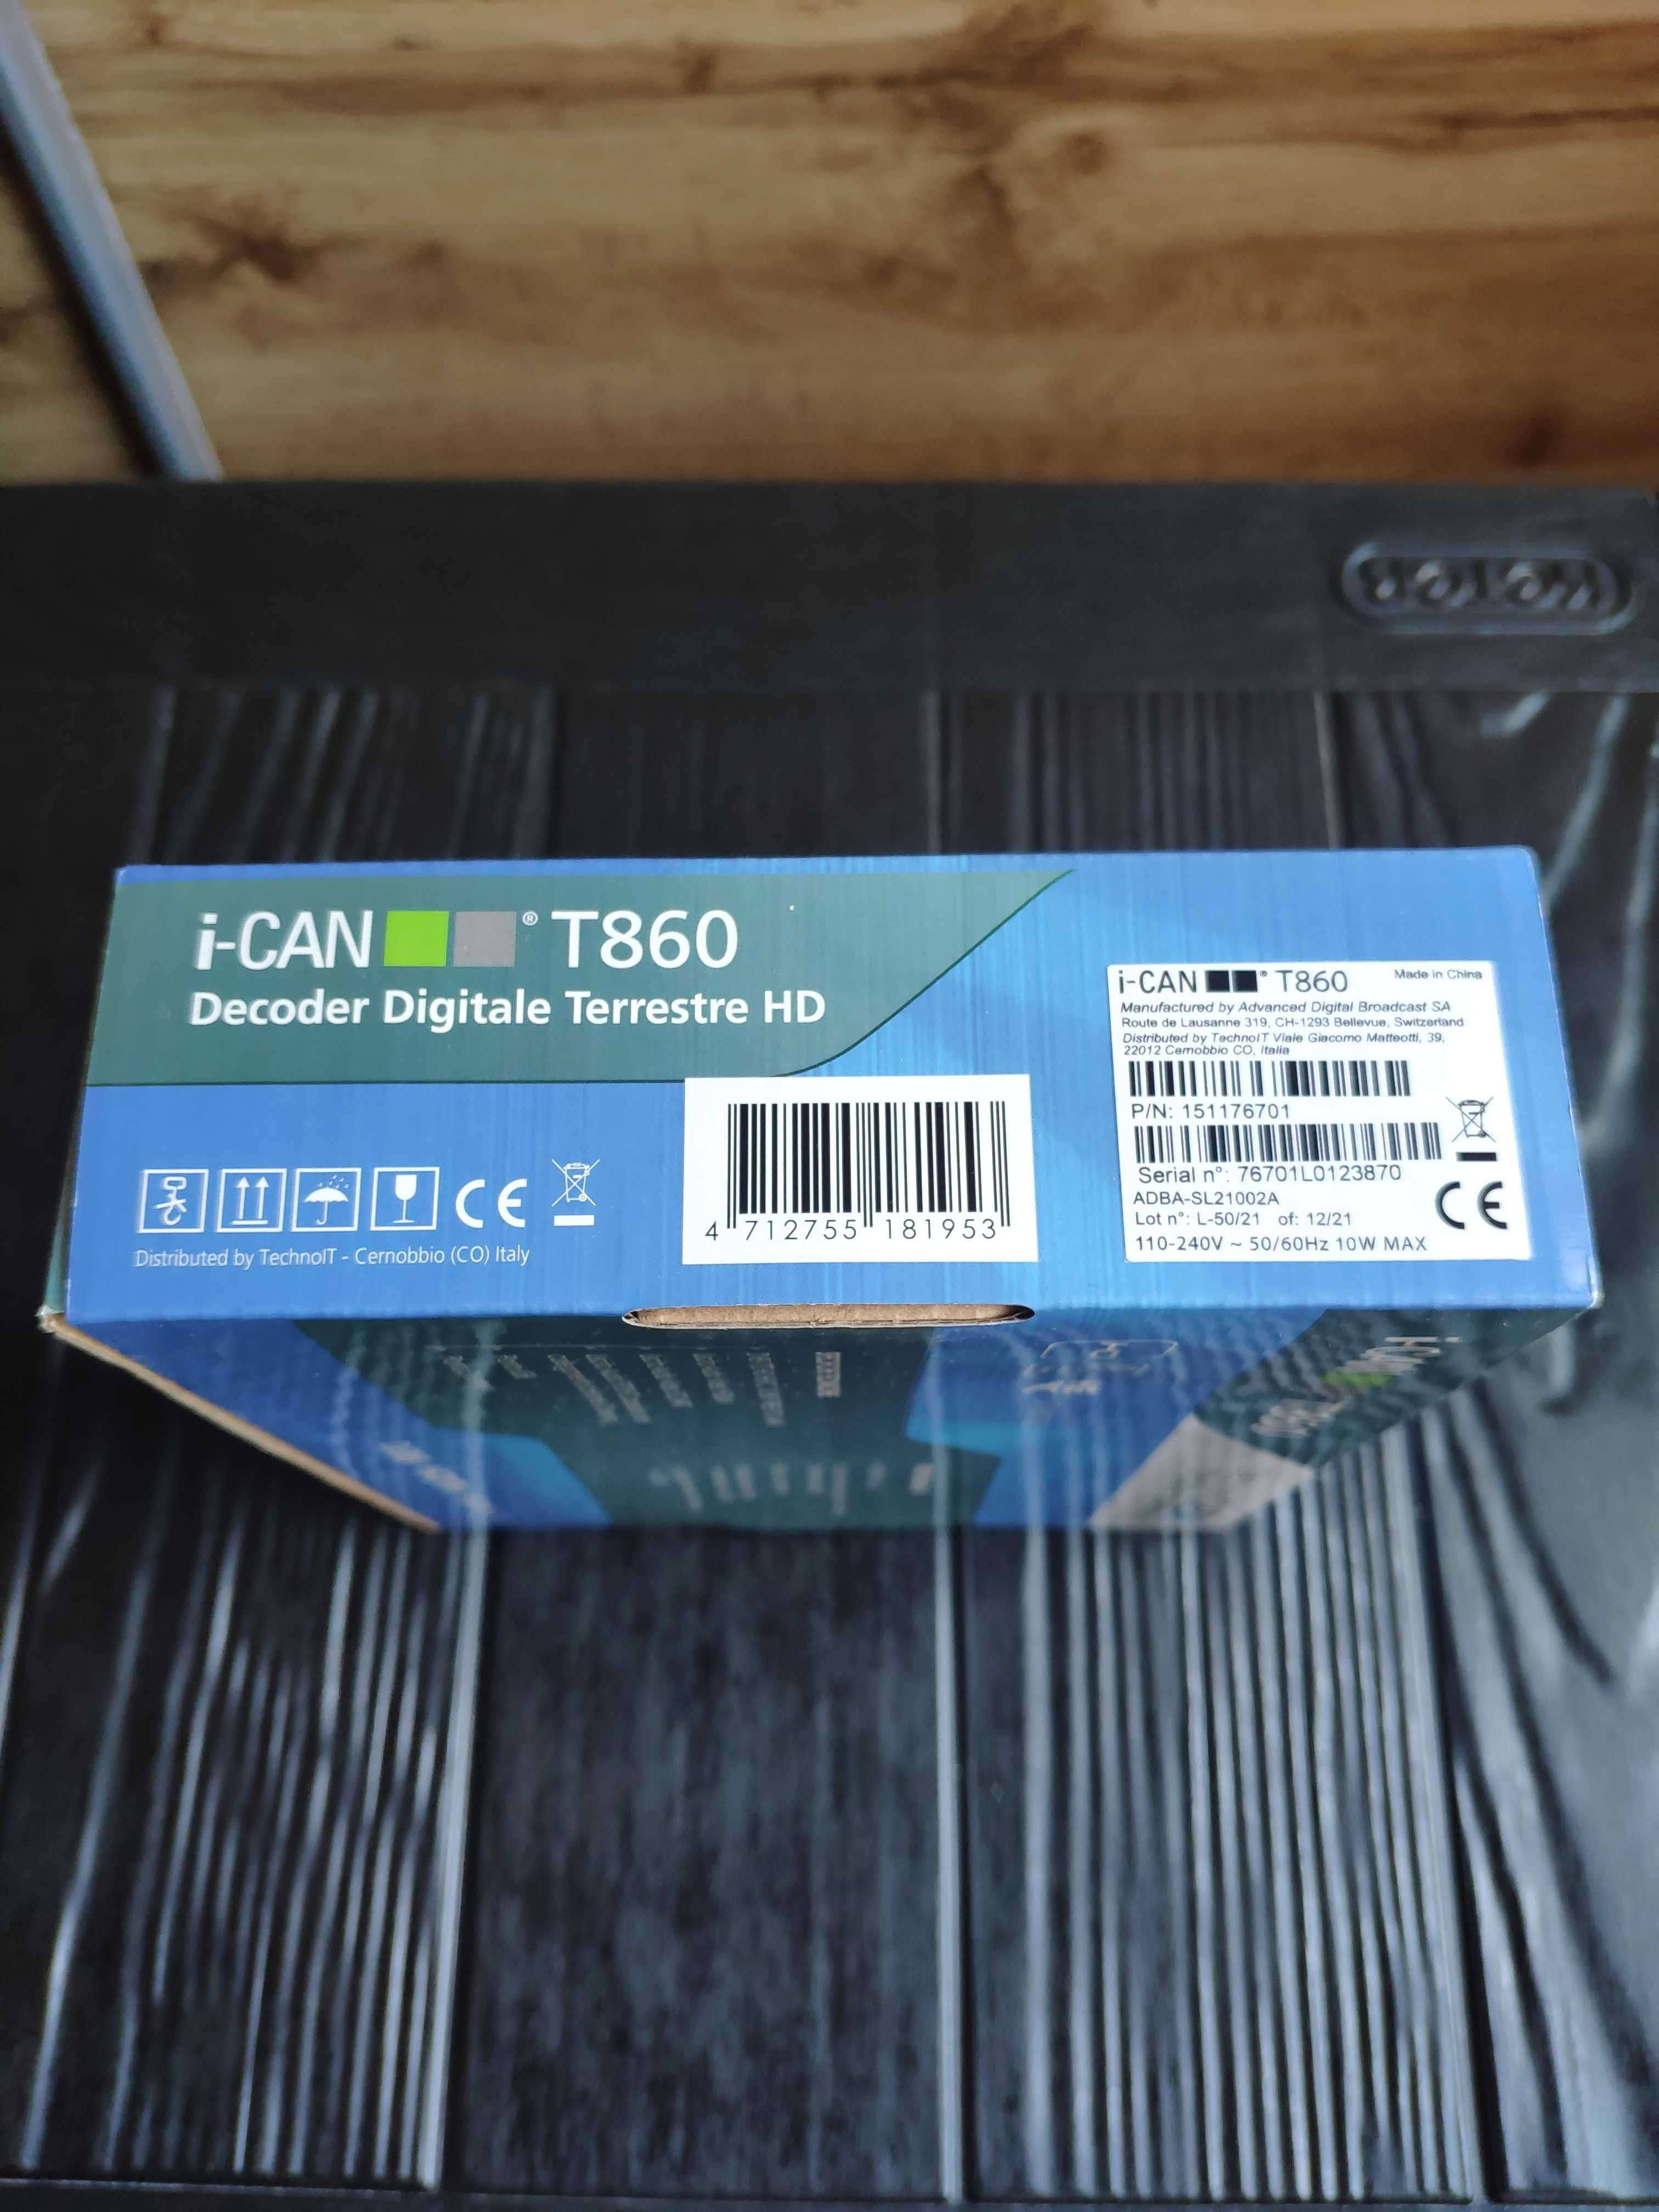 KETER
i-CAN ® T860
Decoder Digitale Terrestre HD
CE
Distributed by TechnoIT - Cernobbio (CO) Italy
4 712755 181953
i-CAN ® T860 Made in China
Manufactured by Advanced Digital Broadcast SA
Route de Lausanne 319, CH-1293 Bellevue, Switzerland
Distributed by TechnoIT Viale Giacomo Matteotti, 39,
22012 Cernobbio CO, Italia
P/N: 151176701
Serial n°: 76701L0123870
ADBA-SL21002A
Lot n°: L-50/21 of: 12/21
110-240V ~ 50/60Hz 10W MAX
CE
i-CAN T860